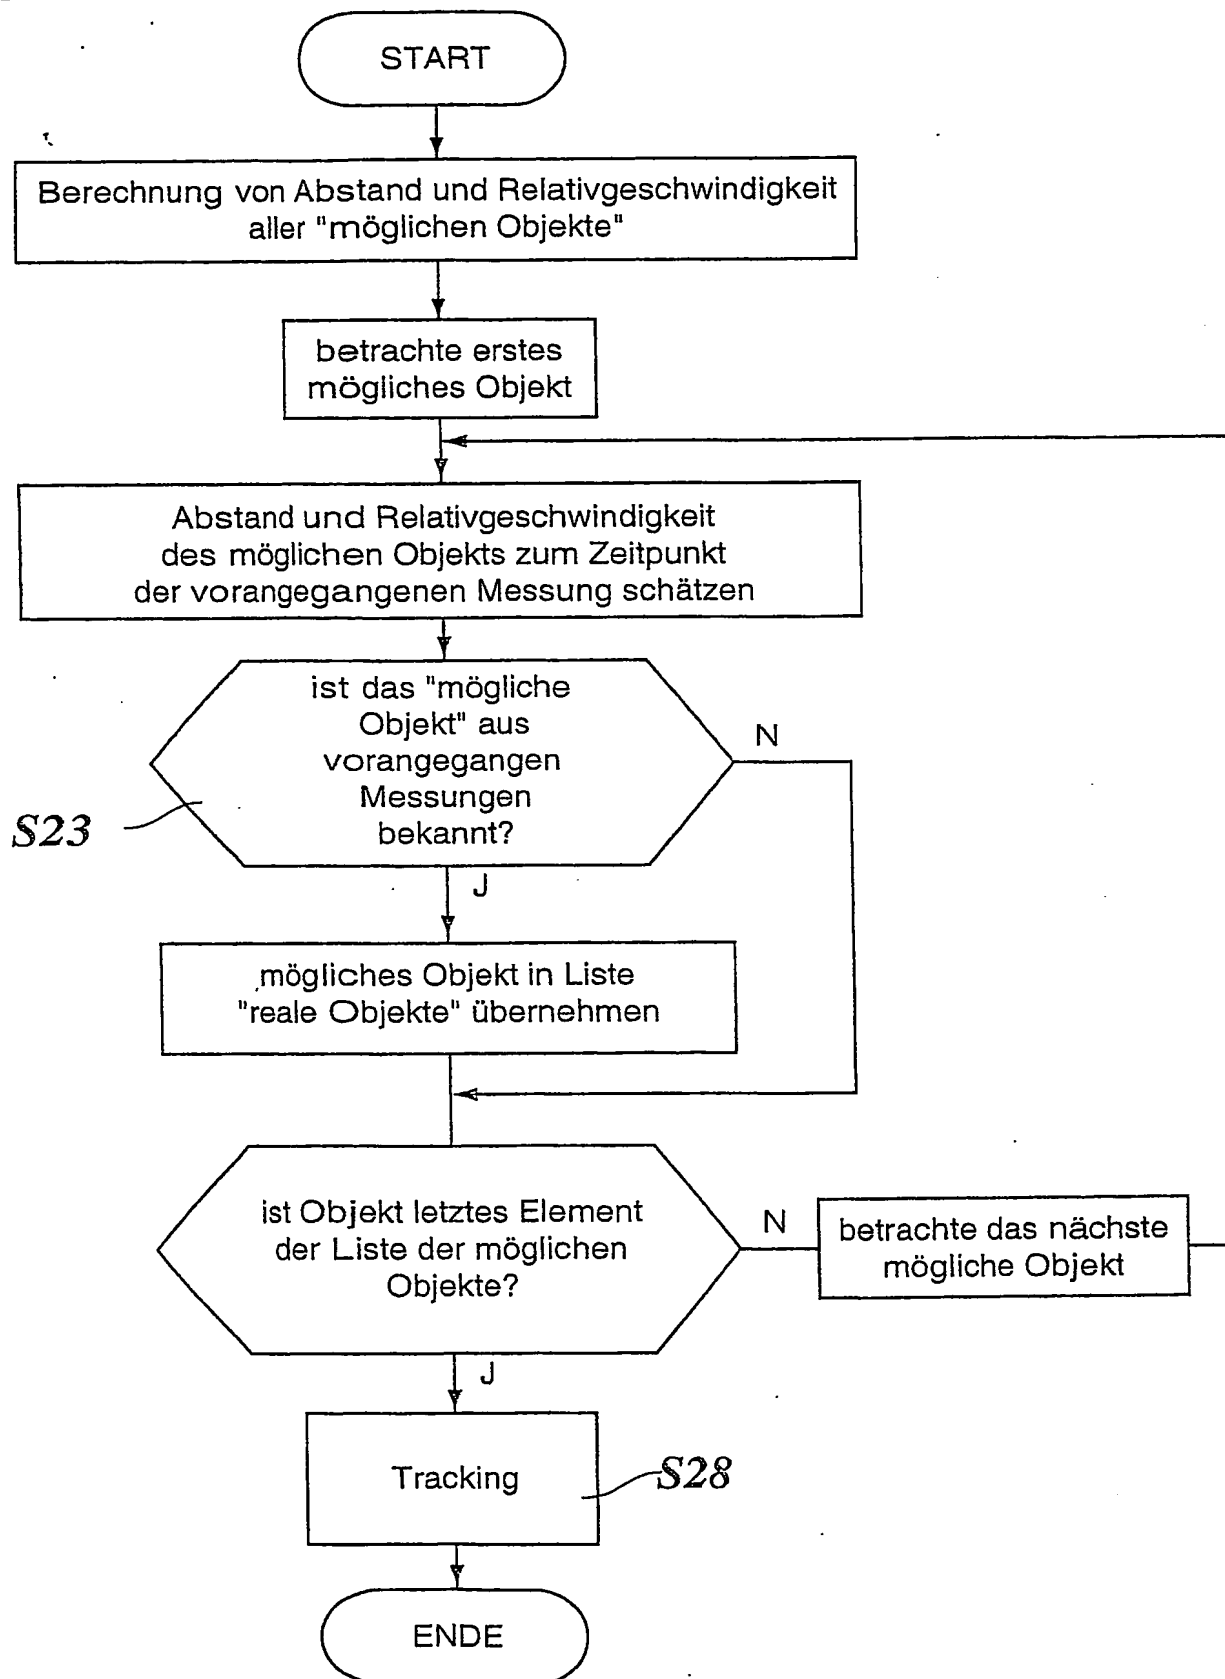 START
Berechnung von Abstand und Relativgeschwindigkeit
aller "möglichen Objekte"
betrachte erstes
mögliches Objekt
Abstand und Relativgeschwindigkeit
des möglichen Objekts zum Zeitpunkt
der vorangegangenen Messung schätzen
ist das "mögliche
Objekt" aus
vorangegangen
Messungen
bekannt?
N
S23
J
mögliches Objekt in Liste
"reale Objekte" übernehmen
ist Objekt letztes Element
der Liste der möglichen
Objekte?
N
betrachte das nächste
mögliche Objekt
J
Tracking
S28
ENDE